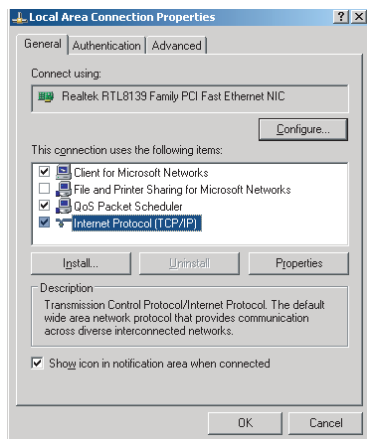 Local Area Connection Properties
General Authentication Advanced
Connect using:
Realtek RTL8139 Family PCI Fast Ethernet NIC
Configure...
This connection uses the following items:
Client for Microsoft Networks
File and Printer Sharing for Microsoft Networks
QoS Packet Scheduler
Internet Protocol (TCP/IP)
Install... Uninstall Properties
Description
Transmission Control Protocol/Internet Protocol. The default
wide area network protocol that provides communication
across diverse interconnected networks.
Show icon in notification area when connected
OK Cancel